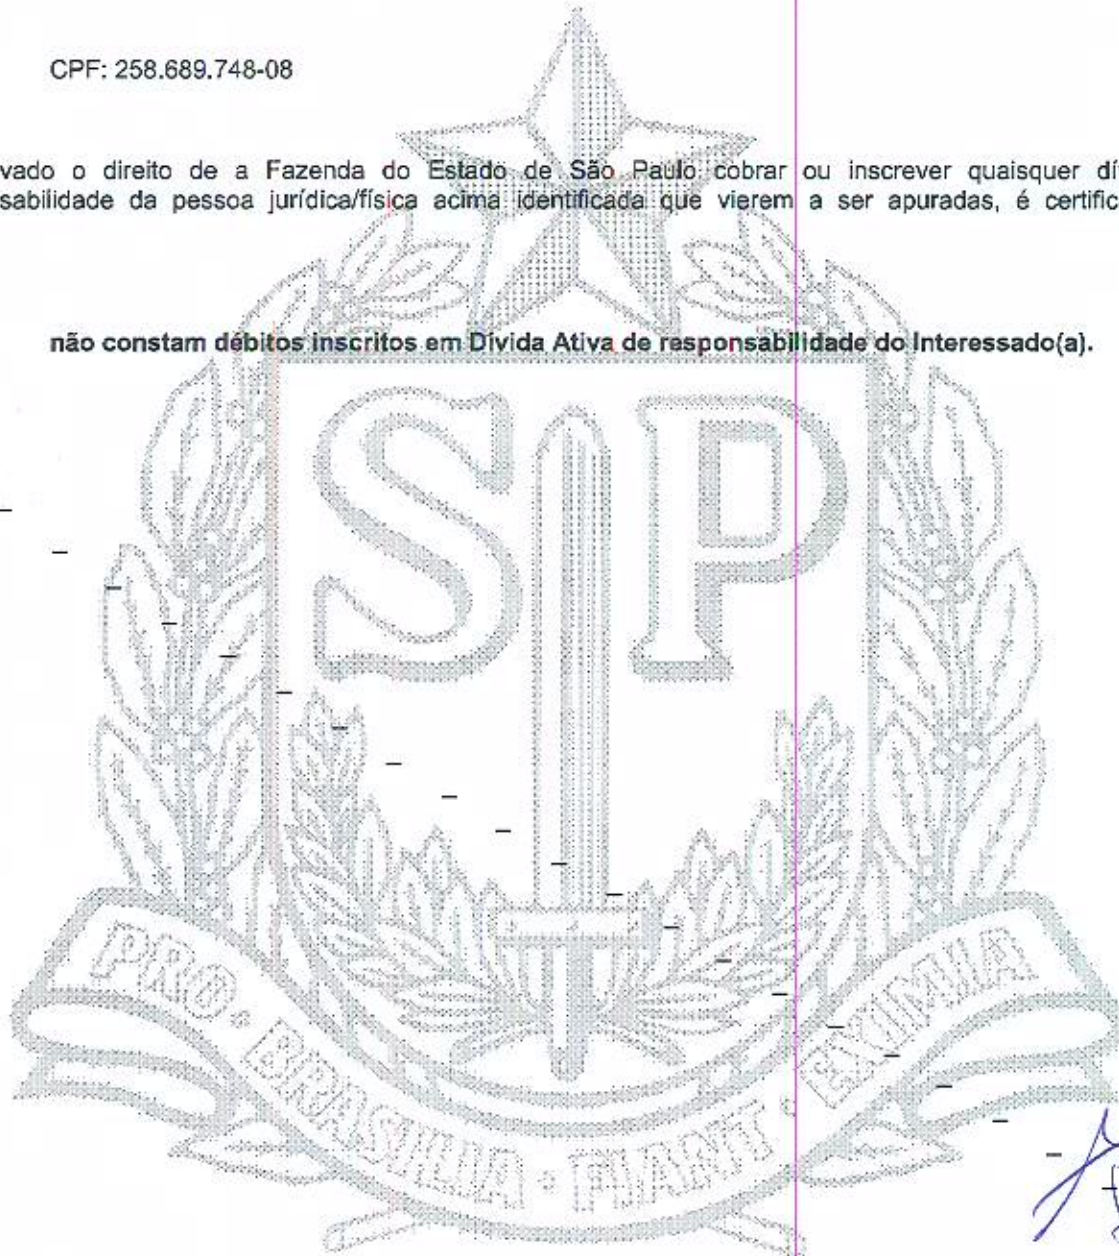 CPF: 258.689.748-08
vado o direito de a Fazenda do Estado de São Paulo cobrar ou inscrever quaisquer dí
sabilidade da pessoa jurídica/física acima identificada que vierem a ser apuradas, é certific
não constam débitos inscritos em Dívida Ativa de responsabilidade do Interessado(a).
SP
PRO · BRASILIA · FIANT · EXIMIA